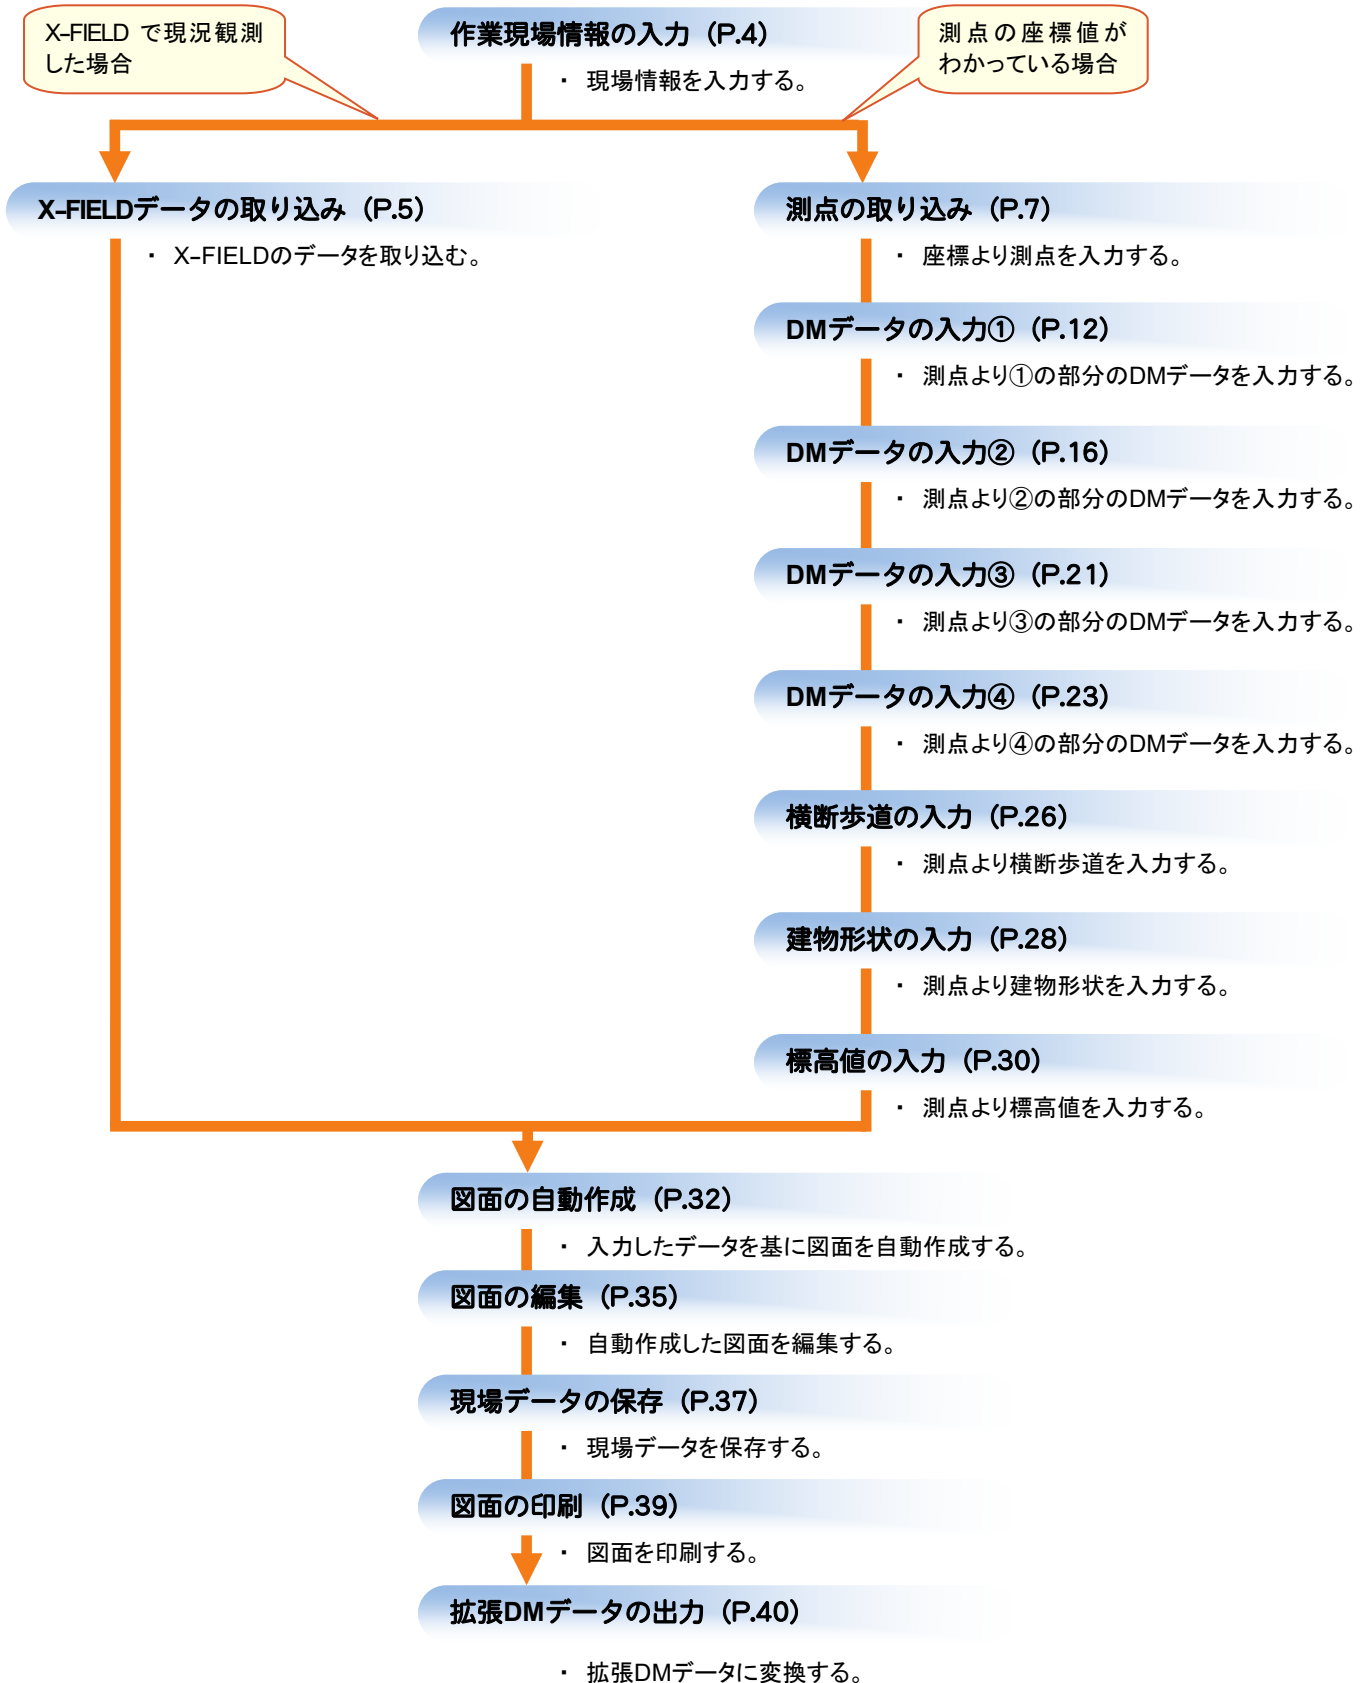 X-FIELD で現況観測
した場合
作業現場情報の入力（P.4）
・ 現場情報を入力する。
測点の座標値が
わかっている場合
X-FIELDデータの取り込み（P.5）
・ X-FIELDのデータを取り込む。
測点の取り込み（P.7）
・ 座標より測点を入力する。
DMデータの入力①（P.12）
・ 測点より①の部分のDMデータを入力する。
DMデータの入力②（P.16）
・ 測点より②の部分のDMデータを入力する。
DMデータの入力③（P.21）
・ 測点より③の部分のDMデータを入力する。
DMデータの入力④（P.23）
・ 測点より④の部分のDMデータを入力する。
横断歩道の入力（P.26）
・ 測点より横断歩道を入力する。
建物形状の入力（P.28）
・ 測点より建物形状を入力する。
標高値の入力（P.30）
・ 測点より標高値を入力する。
図面の自動作成（P.32）
・ 入力したデータを基に図面を自動作成する。
図面の編集（P.35）
・ 自動作成した図面を編集する。
現場データの保存（P.37）
・ 現場データを保存する。
図面の印刷（P.39）
・ 図面を印刷する。
拡張DMデータの出力（P.40）
・ 拡張DMデータに変換する。